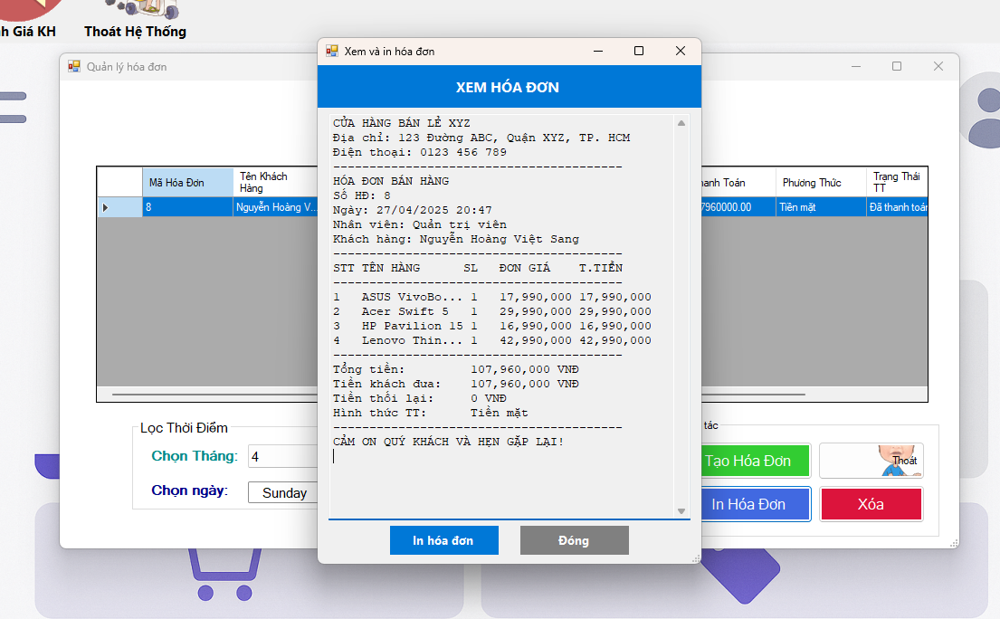 nh Giá KH
Thoát Hệ Thống
Quản lý hóa đơn
Mã Hóa Đơn
Tên Khách
Hàng
hanh Toán
Phương Thức
Trạng Thái
TT
8
Nguyễn Hoàng V...
7960000.00
Tiền mặt
Đã thanh toán
Lọc Thời Điểm
Chọn Tháng:
4
Chọn ngày:
Sunday
tác
Tạo Hóa Đơn
Thoát
In Hóa Đơn
Xóa
Xem và in hóa đơn
XEM HÓA ĐƠN
CỬA HÀNG BÁN LẺ XYZ
Địa chỉ: 123 Đường ABC, Quận XYZ, TP. HCM
Điện thoại: 0123 456 789
----------------------------------------
HÓA ĐƠN BÁN HÀNG
Số HĐ: 8
Ngày: 27/04/2025 20:47
Nhân viên: Quản trị viên
Khách hàng: Nguyễn Hoàng Việt Sang
----------------------------------------
STT TÊN HÀNG SL ĐƠN GIÁ T.TIỀN
----------------------------------------
1 ASUS VivoBo... 1 17,990,000 17,990,000
2 Acer Swift 5 1 29,990,000 29,990,000
3 HP Pavilion 15 1 16,990,000 16,990,000
4 Lenovo Thin... 1 42,990,000 42,990,000
----------------------------------------
Tổng tiền: 107,960,000 VNĐ
Tiền khách đưa: 107,960,000 VNĐ
Tiền thối lại: 0 VNĐ
Hình thức TT: Tiền mặt
----------------------------------------
CẢM ƠN QUÝ KHÁCH VÀ HẸN GẶP LẠI!
In hóa đơn
Đóng